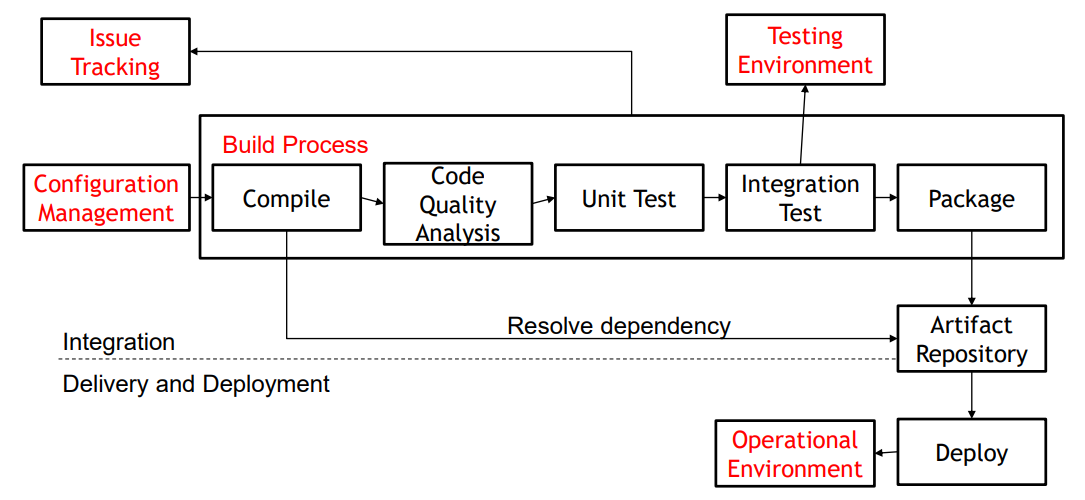 Issue
Tracking
Testing
Environment
Build Process
Configuration
Management
Compile
Code
Quality
Analysis
Unit Test
Integration
Test
Package
Resolve dependency
Artifact
Repository
Integration
Delivery and Deployment
Operational
Environment
Deploy